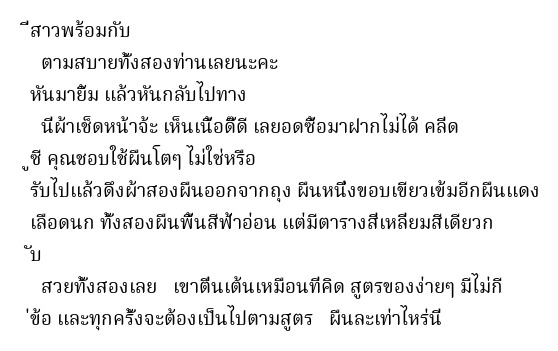 ีสาวพร้อมกับ
ตามสบายทั้งสองท่านเลยนะคะ
หันมายิ้ม แล้วหันกลับไปทาง
นี่ผ้าเช็ดหน้าจ้ะ เห็นเนื้อดี๊ดี เลยอดซื้อมาฝากไม่ได้ คลีด
ูซี คุณชอบใช้ผืนโตๆ ไม่ใช่หรือ
รับไปแล้วดึงผ้าสองผืนออกจากถุง ผืนหนึ่งขอบเขียวเข้มอีกผืนแดง
เลือดนก ทั้งสองผืนพื้นสีฟ้าอ่อน แต่มีตารางสี่เหลี่ยมสีเดียวก
ับ
สวยทั้งสองเลย เขาตื่นเต้นเหมือนที่คิด สูตรของง่ายๆ มีไม่กี
่ข้อ และทุกครั้งจะต้องเป็นไปตามสูตร ผืนละเท่าไหร่นี่